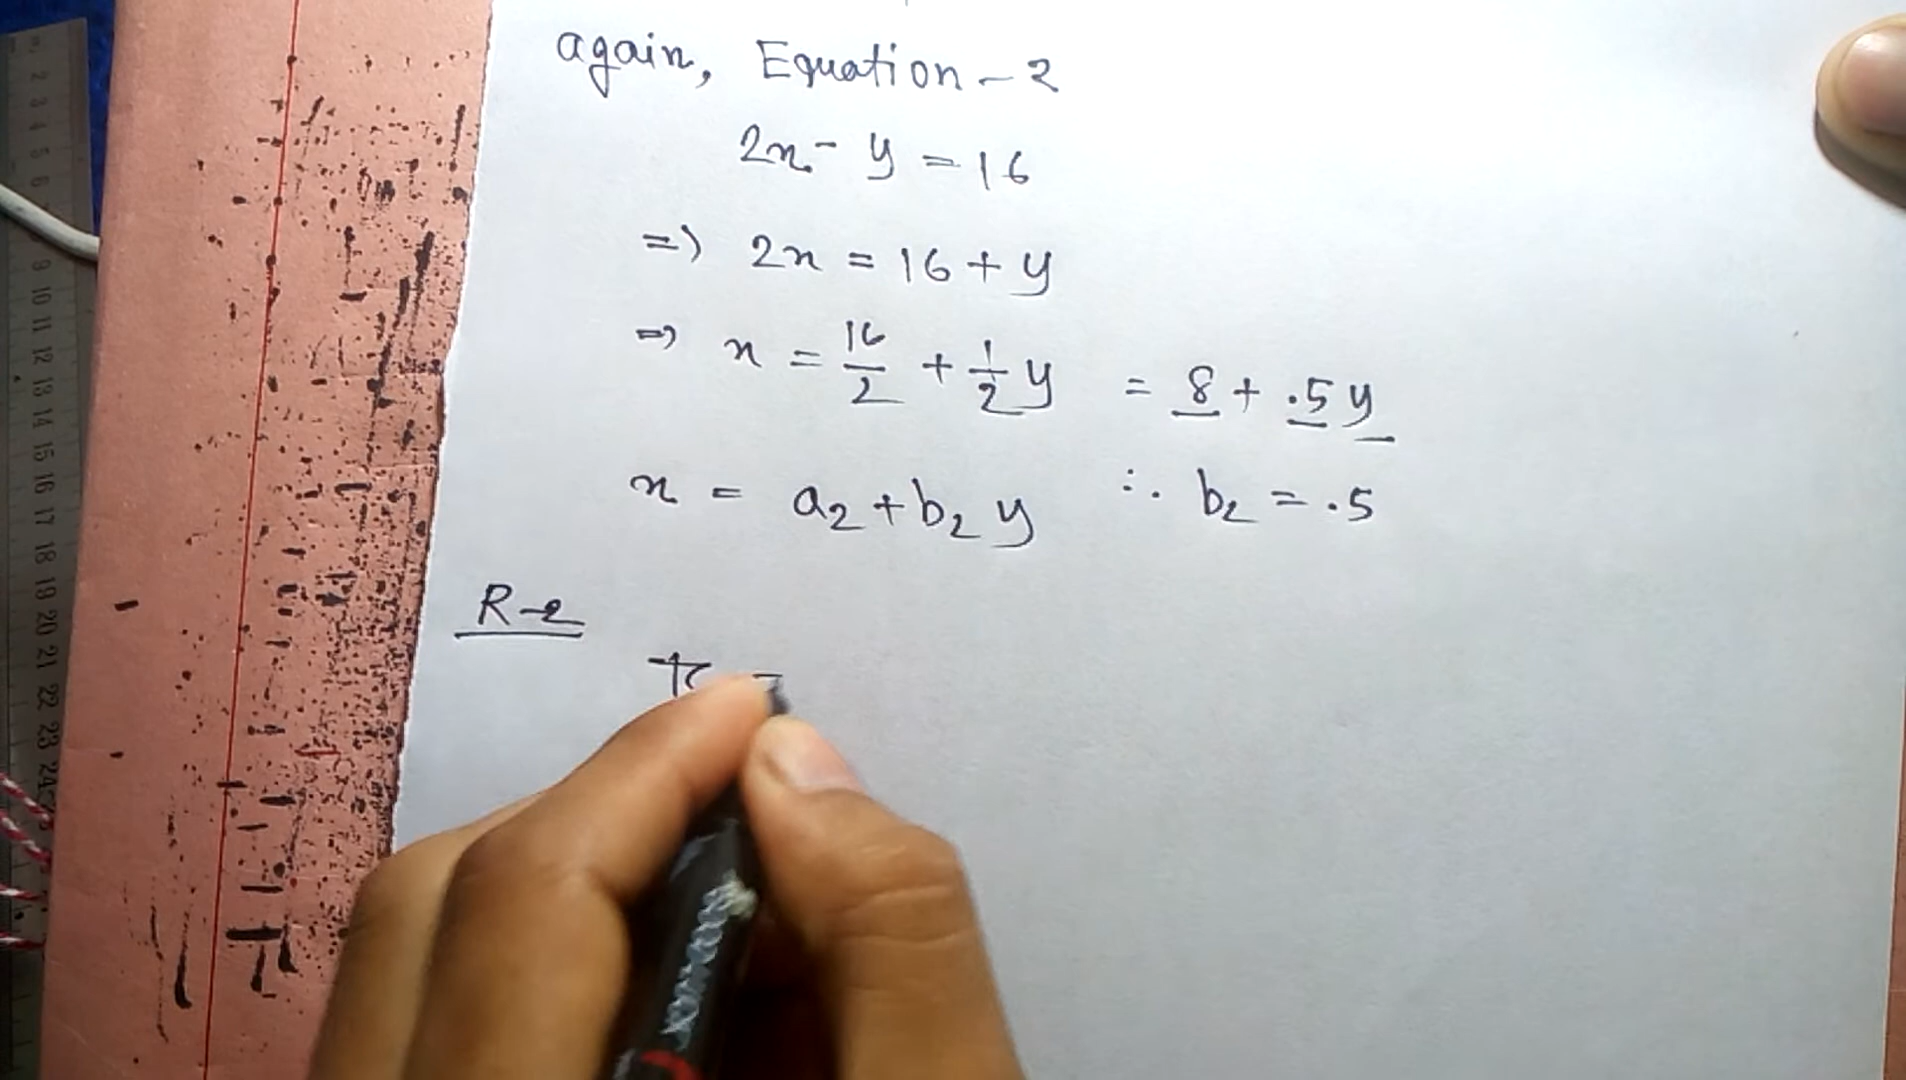 again, Equation - 2
2x - y = 16
=> 2x = 16 + y
=> x = 16/2 + 1/2 y = 8 + .5y
x = a₂ + b₂ y ∴ b₂ = .5
R-2